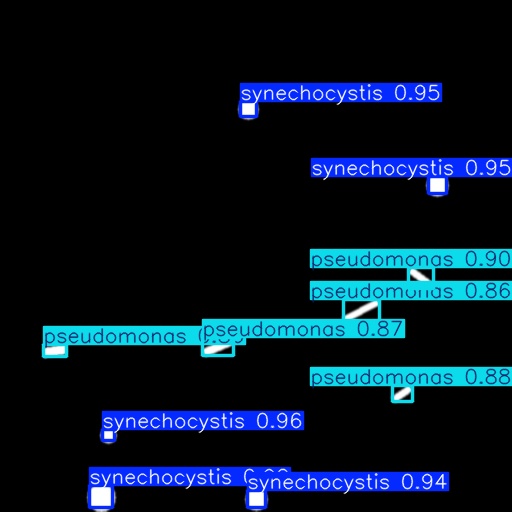 synechocystis 0.95
synechocystis 0.95
pseudomonas 0.90
pseudomonas 0.86
pseudomonas
pseudomonas 0.87
pseudomonas 0.88
synechocystis 0.96
synechocystis
synechocystis 0.94